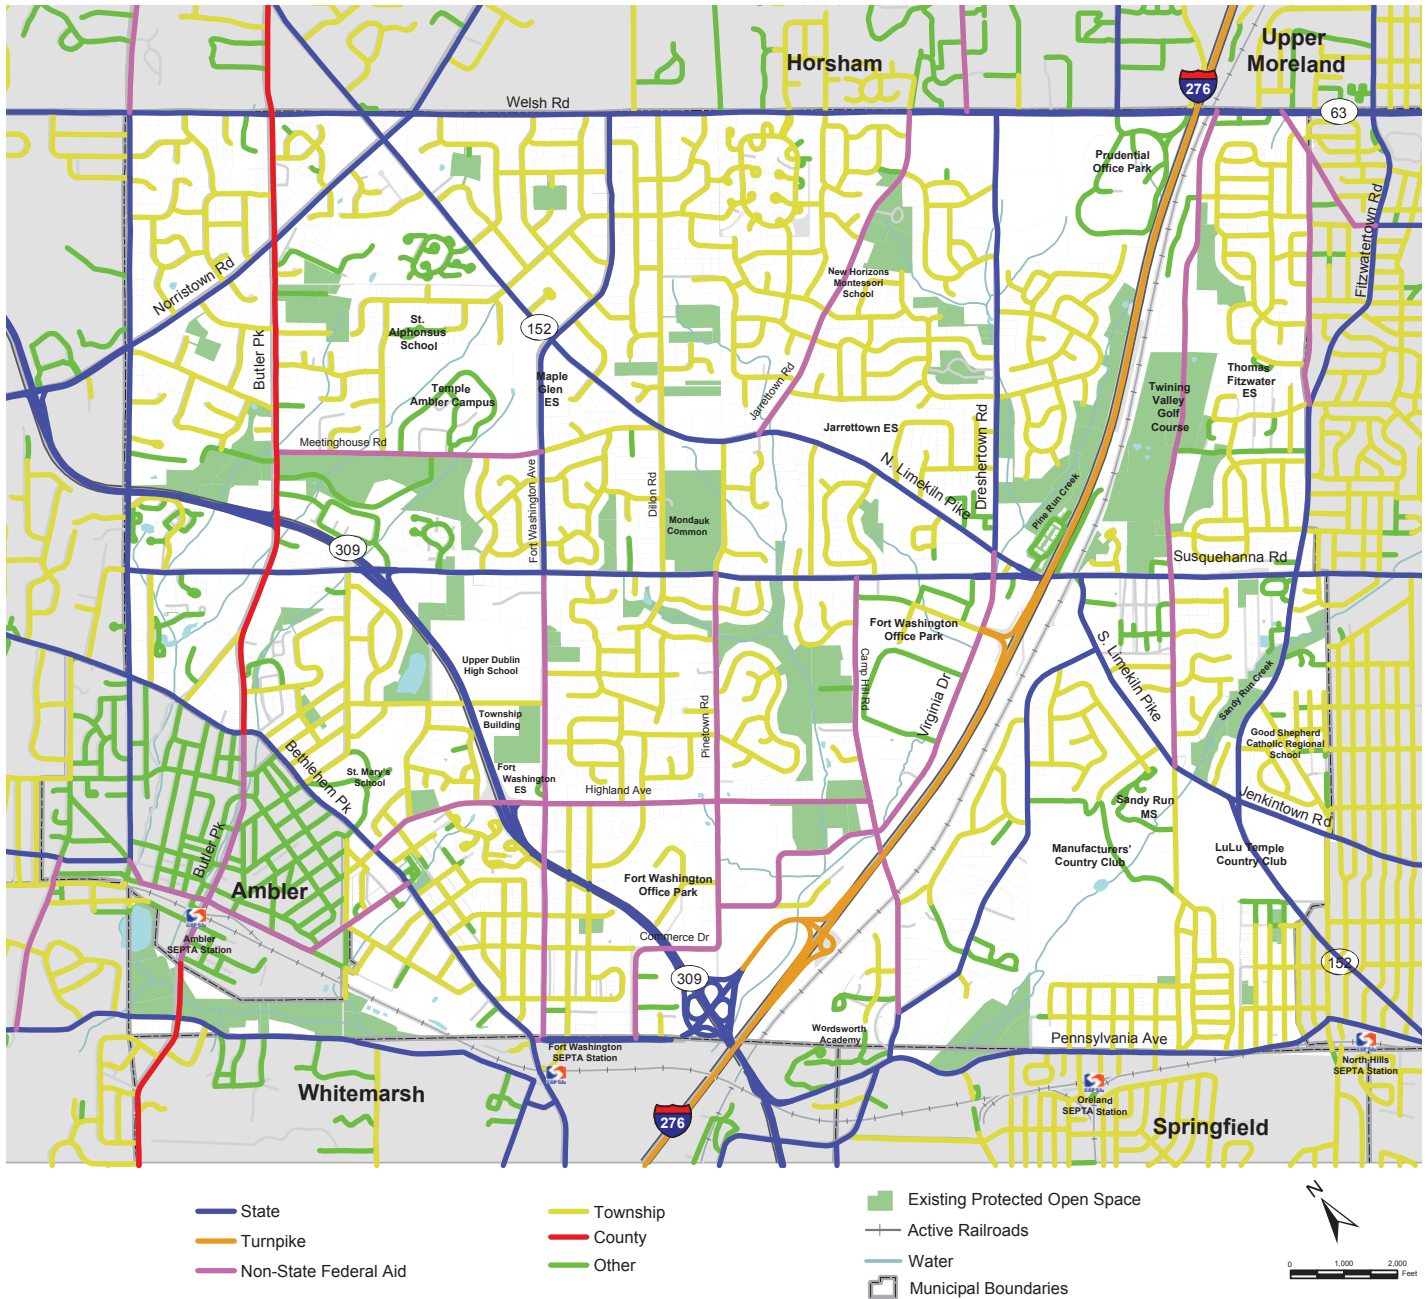 Horsham
Upper
Moreland
276
63
Welsh Rd
Prudential
Office Park
Fitzwatertown Rd
Norristown Rd
New Horizons
Montessori
School
152
St.
Alphonsus
School
Butler Pk
Maple
Glen
ES
Temple
Ambler Campus
Jarrettown Rd
Twining
Valley
Golf
Course
Thomas
Fitzwater
ES
Meetinghouse Rd
Jarrettown ES
Dreshertown Rd
N. Limekiln Pike
Fort Washington Ave
Dillon Rd
Mondauk
Common
Pine Run Creek
309
Susquehanna Rd
Fort Washington
Office Park
Upper Dublin
High School
Camp Hill Rd
S. Limekiln Pike
Sandy Run Creek
Township
Building
Pinetown Rd
Virginia Dr
Good Shepherd
Catholic Regional
School
Bethlehem Pk
St. Mary's
School
Fort
Washington
ES
Highland Ave
Sandy Run
MS
Jenkintown Rd
Butler Pk
Manufacturers'
Country Club
LuLu Temple
Country Club
Ambler
Fort Washington
Office Park
SEPTA
Ambler
SEPTA Station
Commerce Dr
309
152
Wordsworth
Academy
Pennsylvania Ave
Fort Washington
SEPTA Station
SEPTA
North Hills
SEPTA Station
SEPTA
Whitemarsh
SEPTA
Oreland
SEPTA Station
276
Springfield
State
Turnpike
Non-State Federal Aid
Township
County
Other
Existing Protected Open Space
Active Railroads
Water
Municipal Boundaries
N
0 1,000 2,000
Feet